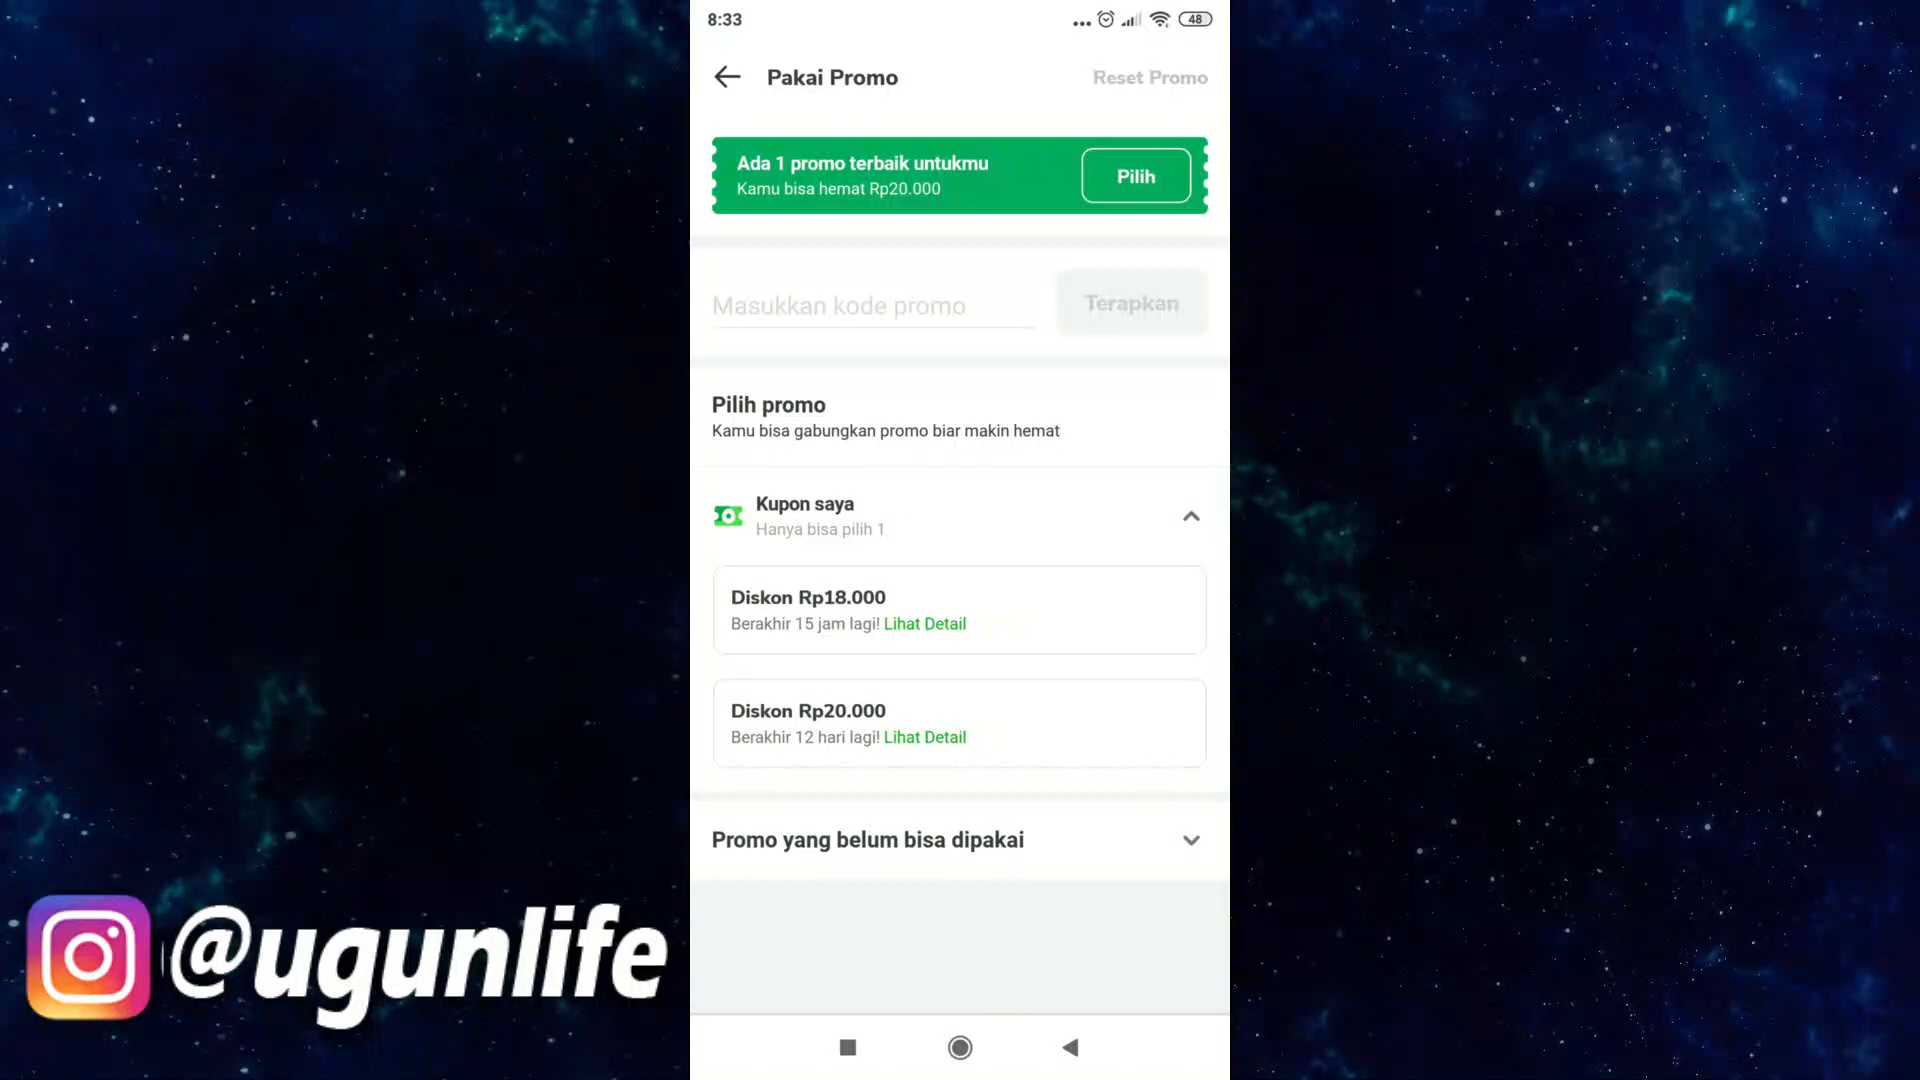 8:33
48
Pakai Promo
Reset Promo
Ada 1 promo terbaik untukmu
Kamu bisa hemat Rp20.000
Pilih
Masukkan kode promo
Terapkan
Pilih promo
Kamu bisa gabungkan promo biar makin hemat
Kupon saya
Hanya bisa pilih 1
Diskon Rp18.000
Berakhir 15 jam lagi! Lihat Detail
Diskon Rp20.000
Berakhir 12 hari lagi! Lihat Detail
Promo yang belum bisa dipakai
@ugunlife